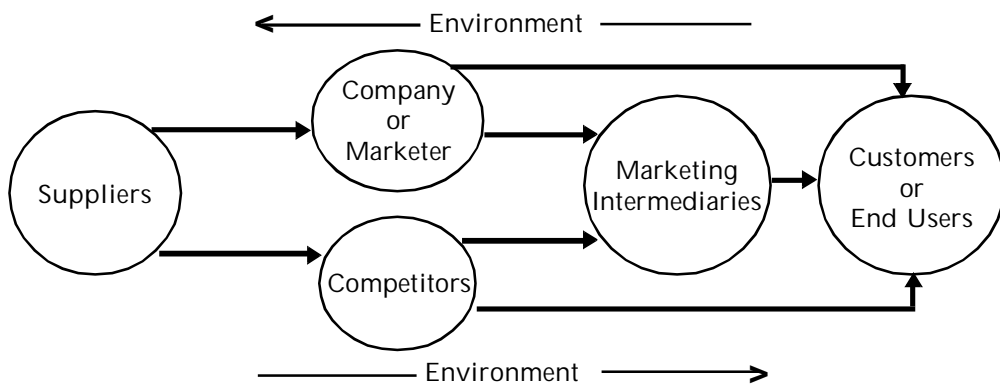 Environment
Company
or
Marketer
Suppliers
Marketing
Intermediaries
Customers
or
End Users
Competitors
Environment